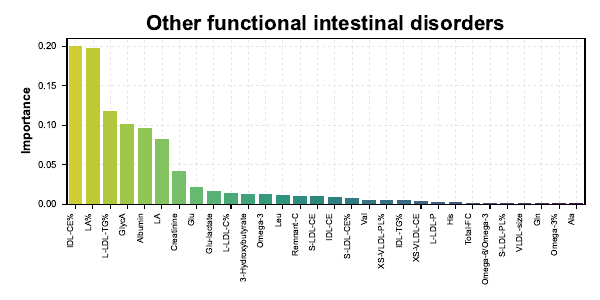 Other functional intestinal disorders
Importance
0.20
0.15
0.10
0.05
0.00
IDL-CE%
LA%
L-LDL-TG%
GlycA
Albumin
LA
Creatinine
Glu
Glu-lactate
L-LDL-C%
3-Hydroxybutyrate
Omega-3
Leu
Remnant-C
S-LDL-CE
IDL-CE
S-LDL-CE%
Val
XS-VLDL-PL%
IDL-TG%
XS-VLDL-CE
L-LDL-P
His
Total-FC
Omega-6/Omega-3
S-LDL-PL%
VLDL-size
Gln
Omega-3%
Ala